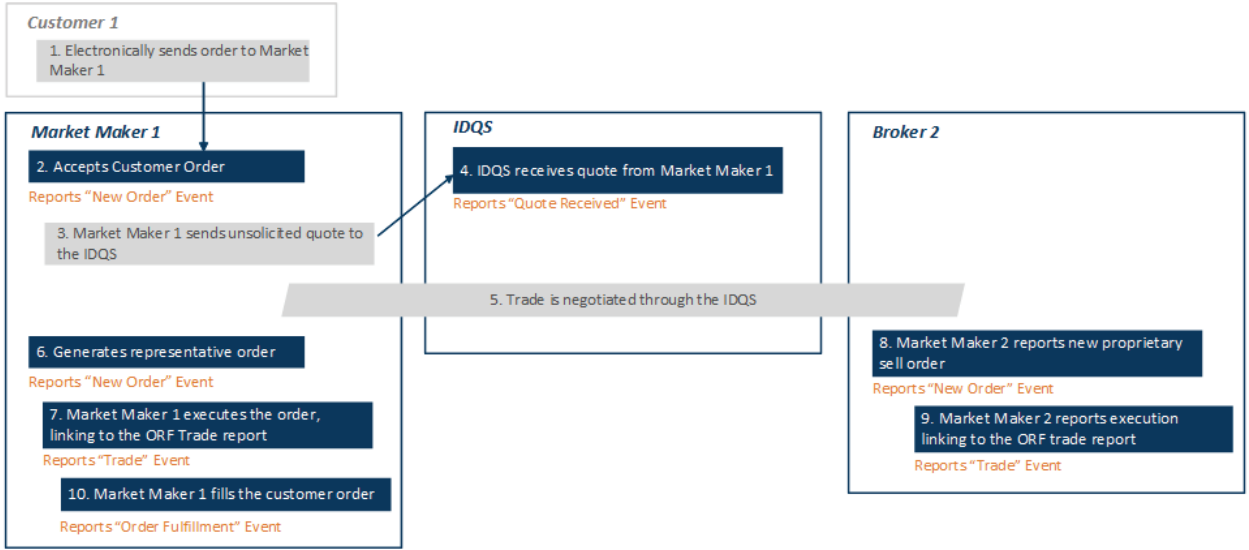 Customer 1
1. Electronically sends order to Market
Maker 1
Market Maker 1
2. Accepts Customer Order
Reports “New Order” Event
3. Market Maker 1 sends unsolicited quote to
the IDQS
IDQS
4. IDQS receives quote from Market Maker 1
Reports “Quote Received” Event
Broker 2
5. Trade is negotiated through the IDQS
6. Generates representative order
Reports “New Order” Event
7. Market Maker 1 executes the order,
linking to the ORF Trade report
Reports “Trade” Event
8. Market Maker 2 reports new proprietary
sell order
Reports “New Order” Event
9. Market Maker 2 reports execution
linking to the ORF trade report
Reports “Trade” Event
10. Market Maker 1 fills the customer order
Reports “Order Fulfillment” Event